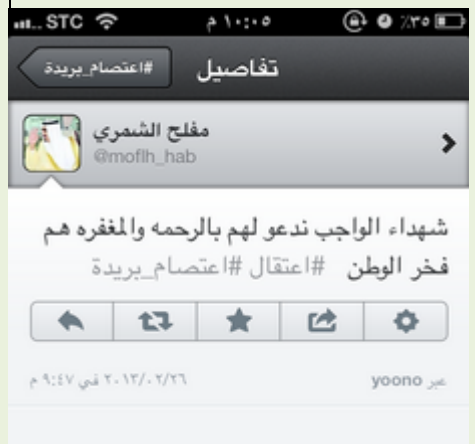 STC ١٠:٠٥ م ٪٣٥
#اعتصام_بريدة تفاصيل
مفلح الشمري
@moflh_hab
شهداء الواجب ندعو لهم بالرحمه والمغفره هم
فخر الوطن #اعتقال #اعتصام_بريدة
عبر yoono ٢٠١٣/٠٢/٢٦ في ٩:٤٧ م